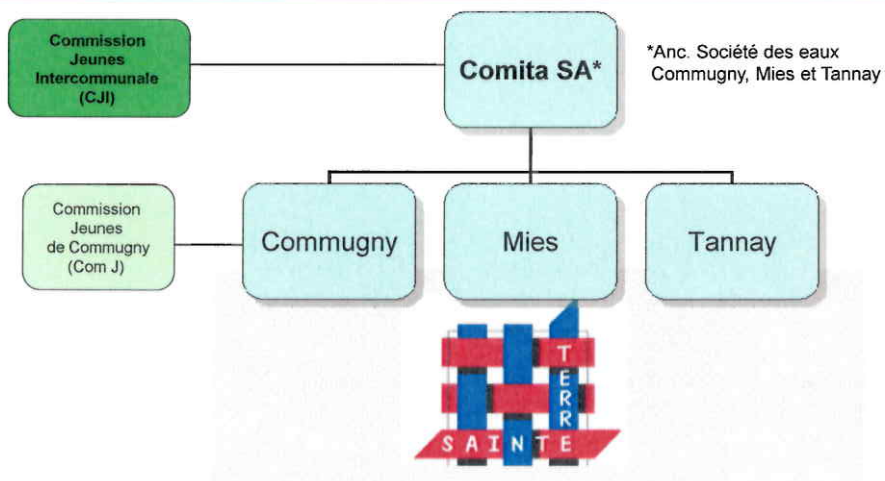 Commission
Jeunes
Intercommunale
(CJI)
Comita SA*
*Anc. Société des eaux
Commugny, Mies et Tannay
Commission
Jeunes
de Commugny
(Com J)
Commugny
Mies
Tannay
TERRE
SAINTE